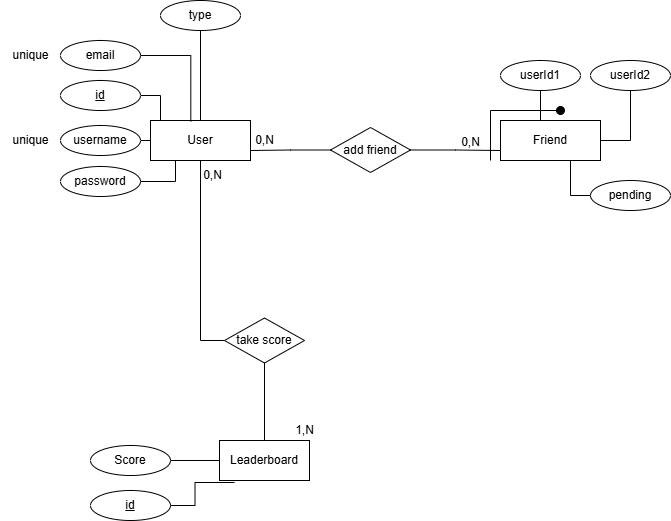 type
unique
email
userId1
userId2
id
unique
username
User
0,N
add friend
0,N
Friend
password
0,N
pending
take score
1,N
Score
Leaderboard
id